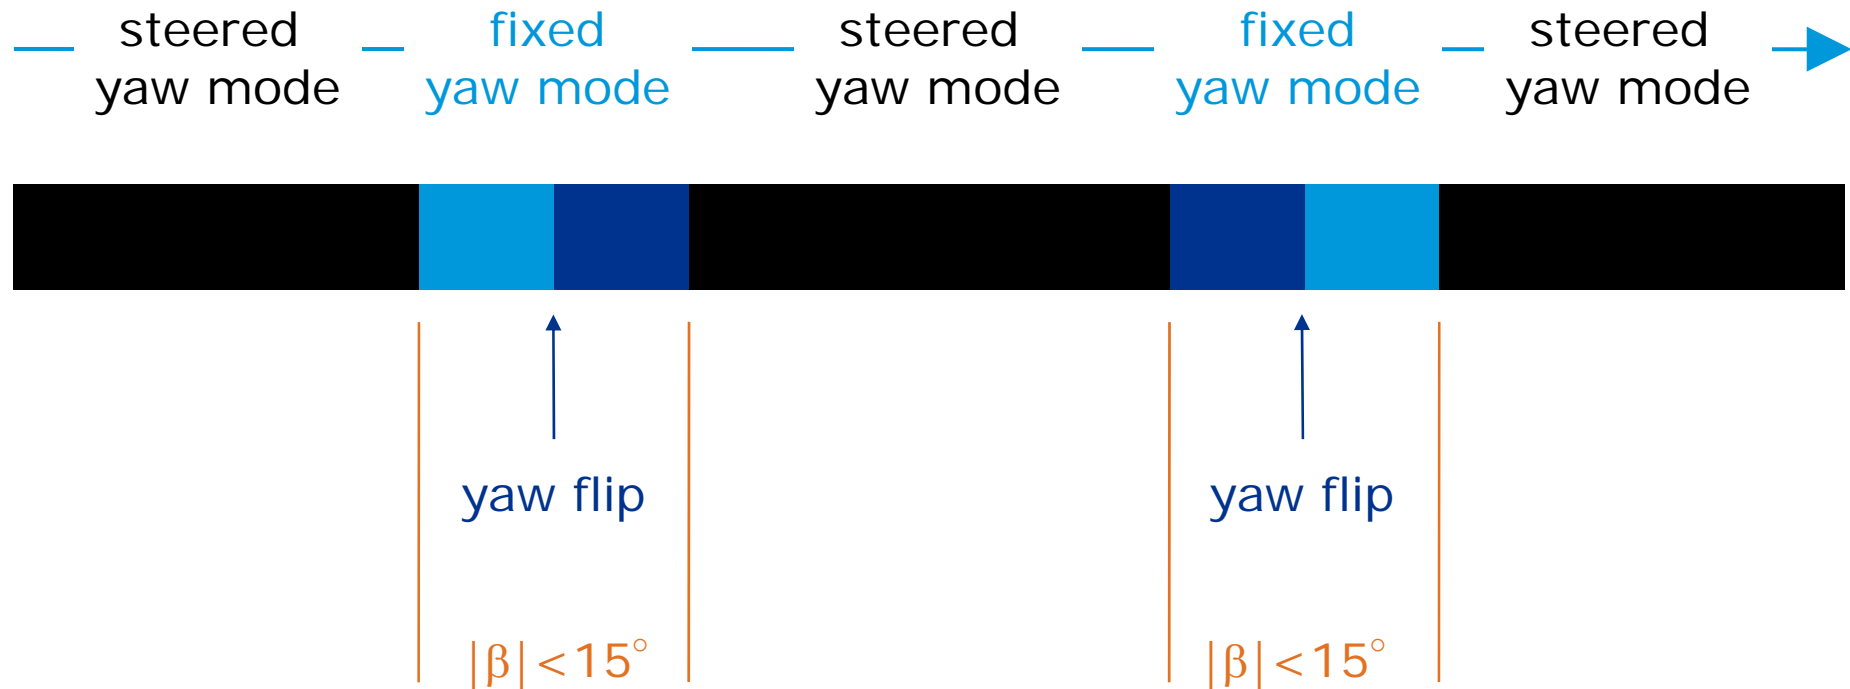 steered
yaw mode
fixed
yaw mode
steered
yaw mode
fixed
yaw mode
steered
yaw mode
yaw flip
yaw flip
|β|<15°
|β|<15°